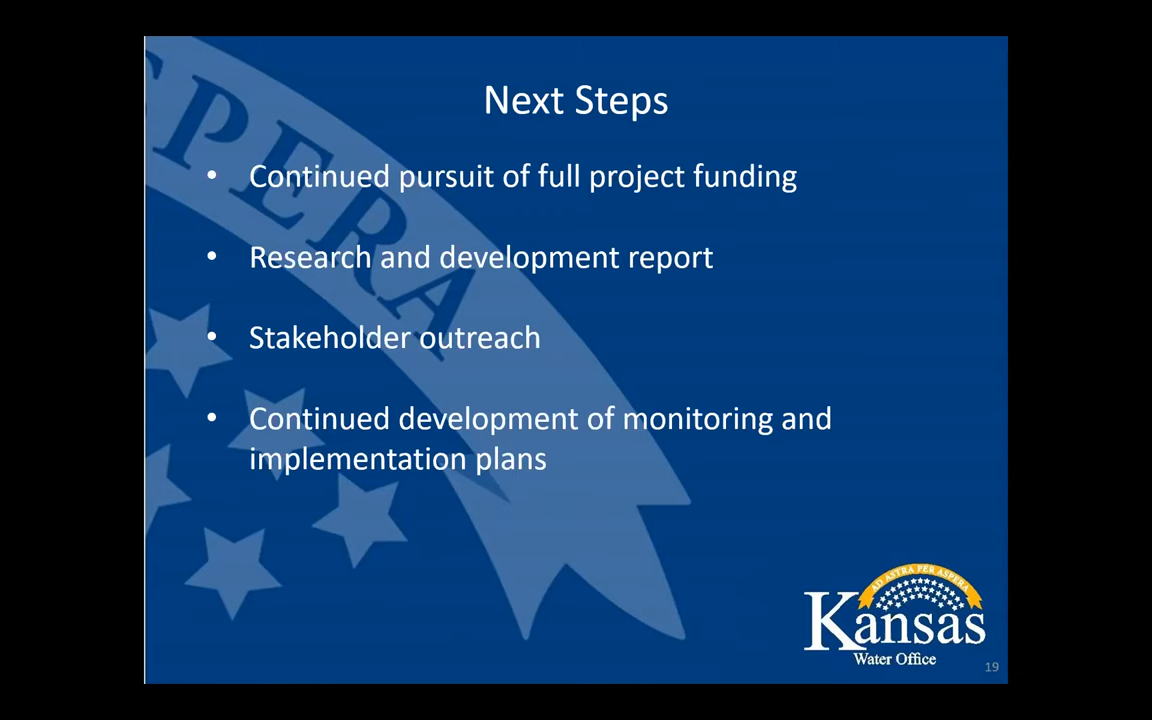 SPERA
Next Steps
• Continued pursuit of full project funding
• Research and development report
• Stakeholder outreach
• Continued development of monitoring and
implementation plans
AD ASTRA PER ASPERA
Kansas
Water Office
19